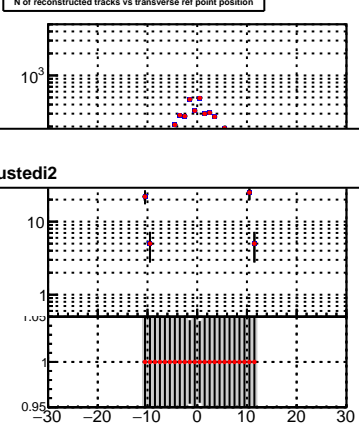 N of reconstructed tracks vs transverse ref point position
10³
ustedi2
10
1
1.05
1
0.95
−30 −20 −10 0 10 20 30